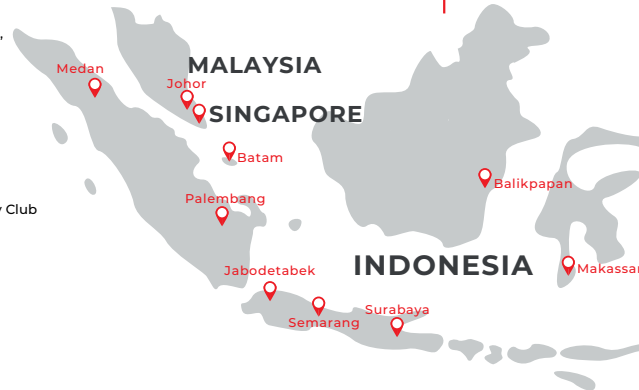 ,
MALAYSIA
Medan
Johor
SINGAPORE
Batam
Balikpapan
Palembang
Club
INDONESIA
Makassar
Jabodetabek
Surabaya
Semarang